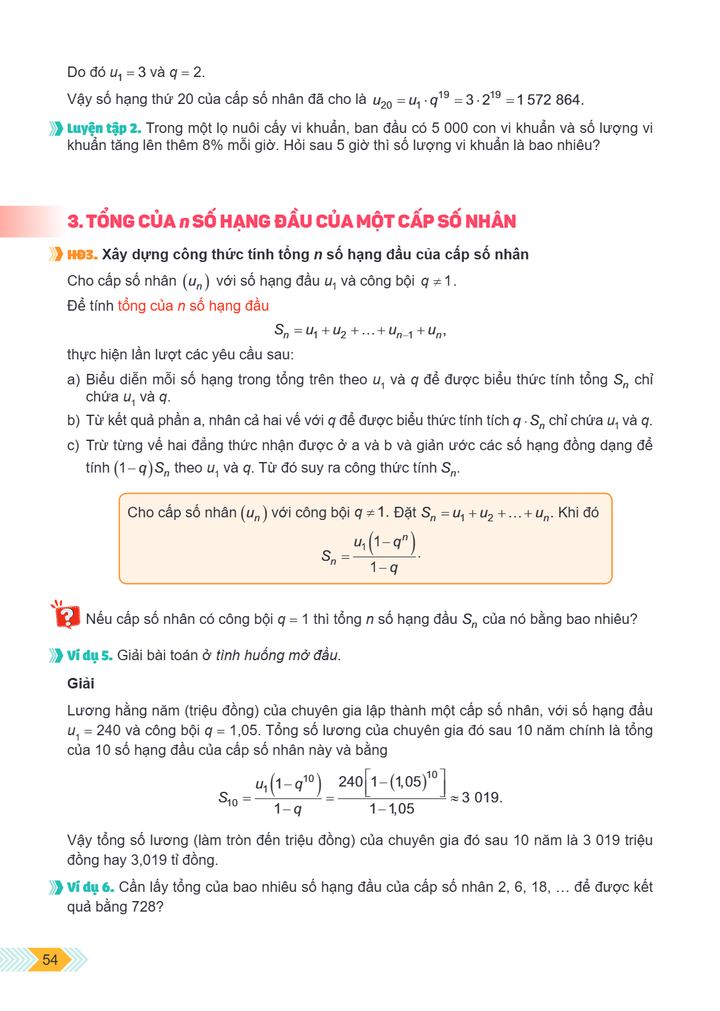 Do đó u₁ = 3 và q = 2.
Vậy số hạng thứ 20 của cấp số nhân đã cho là u₂₀ = u₁ · q¹⁹ = 3 · 2¹⁹ = 1 572 864.
Luyện tập 2. Trong một lọ nuôi cấy vi khuẩn, ban đầu có 5 000 con vi khuẩn và số lượng vi
khuẩn tăng lên thêm 8% mỗi giờ. Hỏi sau 5 giờ thì số lượng vi khuẩn là bao nhiêu?
3. TỔNG CỦA n SỐ HẠNG ĐẦU CỦA MỘT CẤP SỐ NHÂN
HĐ3. Xây dựng công thức tính tổng n số hạng đầu của cấp số nhân
Cho cấp số nhân (uₙ) với số hạng đầu u₁ và công bội q ≠ 1.
Để tính tổng của n số hạng đầu
Sₙ = u₁ + u₂ + … + uₙ₋₁ + uₙ,
thực hiện lần lượt các yêu cầu sau:
a) Biểu diễn mỗi số hạng trong tổng trên theo u₁ và q để được biểu thức tính tổng Sₙ chỉ
chứa u₁ và q.
b) Từ kết quả phần a, nhân cả hai vế với q để được biểu thức tính tích q · Sₙ chỉ chứa u₁ và q.
c) Trừ từng vế hai đẳng thức nhận được ở a và b và giản ước các số hạng đồng dạng để
tính (1 – q)Sₙ theo u₁ và q. Từ đó suy ra công thức tính Sₙ.
Cho cấp số nhân (uₙ) với công bội q ≠ 1. Đặt Sₙ = u₁ + u₂ + … + uₙ. Khi đó
Sₙ = u₁(1 – qⁿ) / (1 – q).
? Nếu cấp số nhân có công bội q = 1 thì tổng n số hạng đầu Sₙ của nó bằng bao nhiêu?
Ví dụ 5. Giải bài toán ở tình huống mở đầu.
Giải
Lương hằng năm (triệu đồng) của chuyên gia lập thành một cấp số nhân, với số hạng đầu
u₁ = 240 và công bội q = 1,05. Tổng số lương của chuyên gia đó sau 10 năm chính là tổng
của 10 số hạng đầu của cấp số nhân này và bằng
S₁₀ = u₁(1 – q¹⁰) / (1 – q) = 240[1 – (1,05)¹⁰] / (1 – 1,05) ≈ 3 019.
Vậy tổng số lương (làm tròn đến triệu đồng) của chuyên gia đó sau 10 năm là 3 019 triệu
đồng hay 3,019 tỉ đồng.
Ví dụ 6. Cần lấy tổng của bao nhiêu số hạng đầu của cấp số nhân 2, 6, 18, … để được kết
quả bằng 728?
54